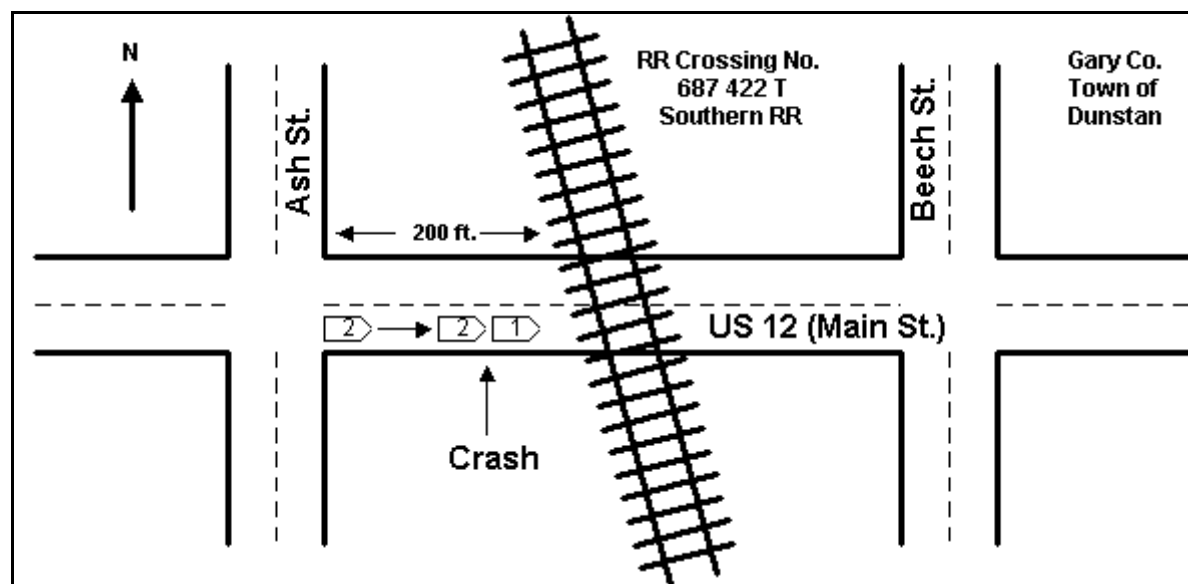 N
RR Crossing No.
687 422 T
Southern RR
Gary Co.
Town of
Dunstan
Ash St.
Beech St.
200 ft.
2
2
1
US 12 (Main St.)
Crash